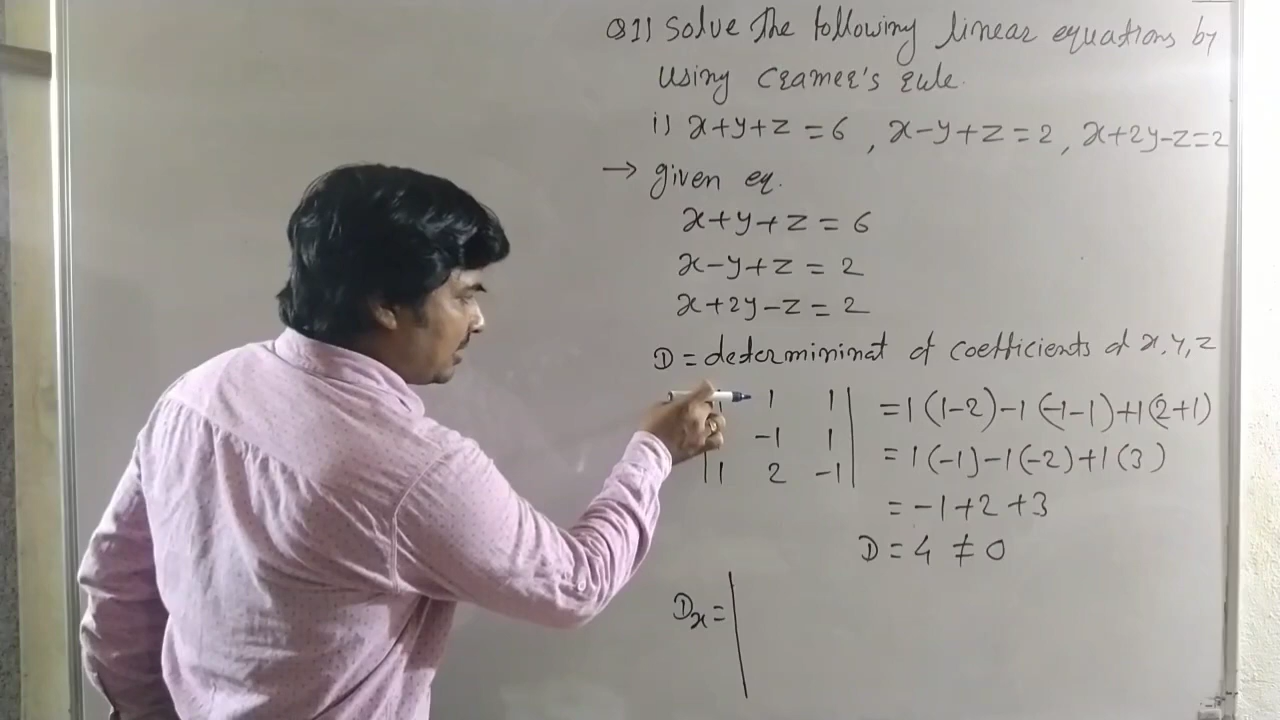 Q1) Solve the following linear equations by
using Cramer's rule.
i) x+y+z = 6 , x-y+z = 2 , x+2y-z=2
→ given eq.
x+y+z = 6
x-y+z = 2
x+2y-z = 2
D = determininat of coefficients of x, y, z
1 1 1 | = 1(1-2)-1(-1-1)+1(2+1)
-1 1 | = 1(-1)-1(-2)+1(3)
| 1 2 -1 |
= -1+2+3
D = 4 ≠ 0
Dx = |